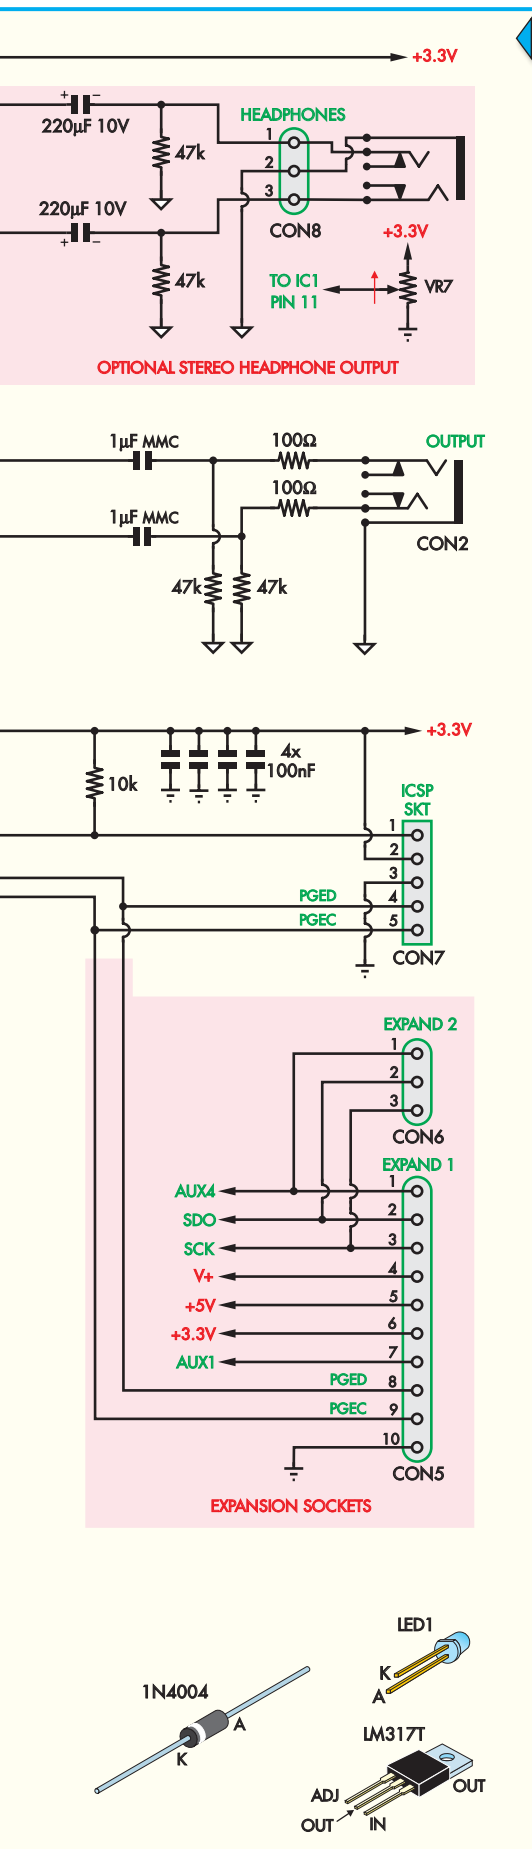 +3.3V
+ −
220µF 10V
HEADPHONES
1
47k
2
220µF 10V
3
+ −
CON8
+3.3V
47k
TO IC1
PIN 11
VR7
OPTIONAL STEREO HEADPHONE OUTPUT
1µF MMC
100Ω
OUTPUT
100Ω
1µF MMC
CON2
47k
47k
+3.3V
4x
100nF
10k
ICSP
SKT
1
2
3
PGED
4
PGEC
5
CON7
EXPAND 2
1
2
3
CON6
EXPAND 1
1
AUX4
2
SDO
3
SCK
4
V+
5
+5V
6
+3.3V
7
AUX1
PGED
8
PGEC
9
10
CON5
EXPANSION SOCKETS
LED1
K
A
1N4004
A
K
LM317T
OUT
ADJ
OUT
IN